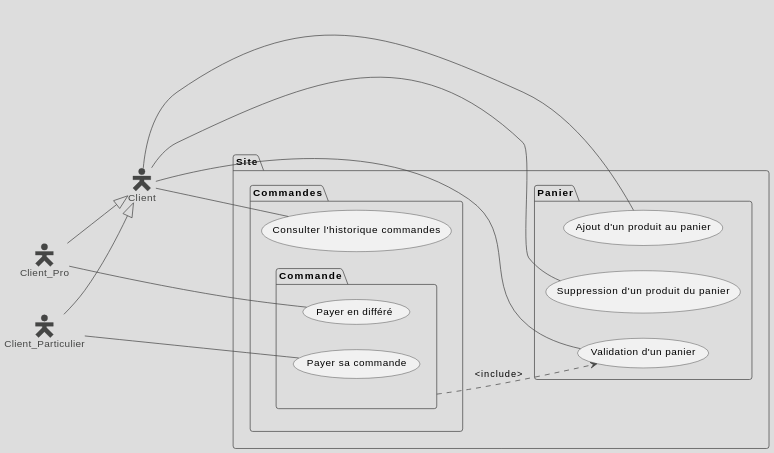 Site
Client
Commandes
Panier
Consulter l'historique commandes
Ajout d'un produit au panier
Client_Pro
Commande
Suppression d'un produit du panier
Payer en différé
Client_Particulier
Payer sa commande
Validation d'un panier
<include>